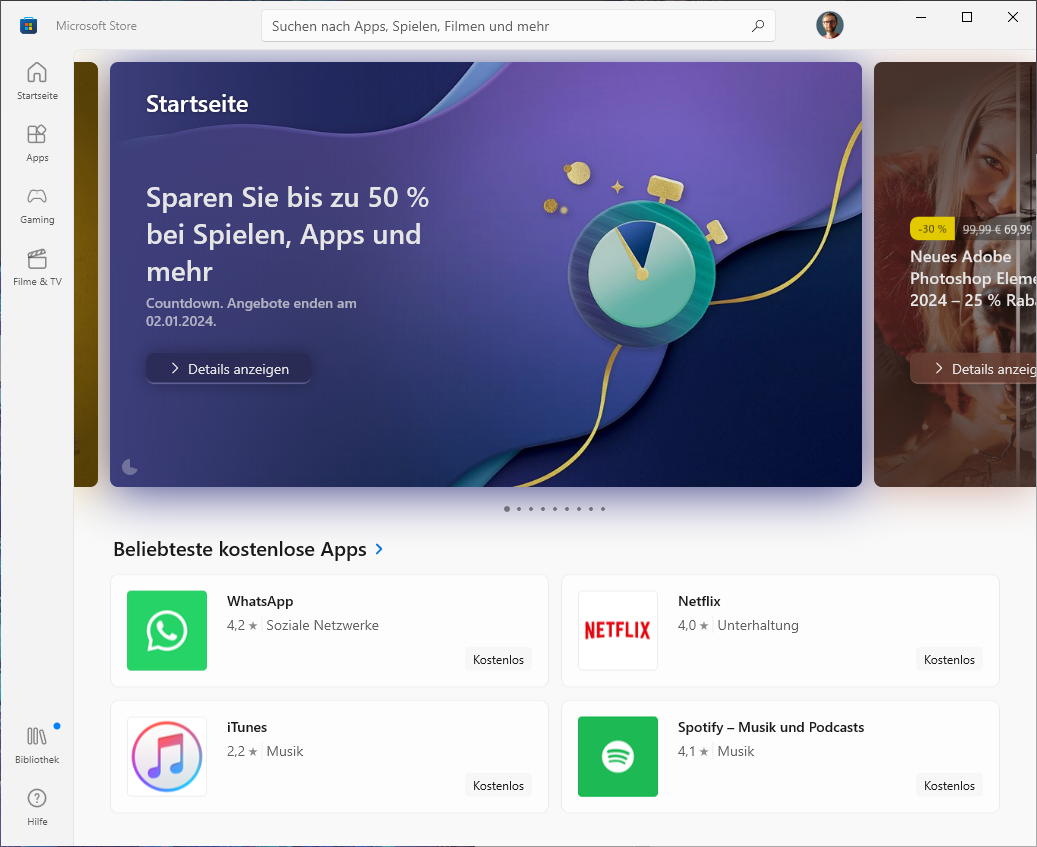 Microsoft Store
Suchen nach Apps, Spielen, Filmen und mehr
Startseite
Apps
Gaming
Filme & TV
Bibliothek
Hilfe
Startseite
Sparen Sie bis zu 50 %
bei Spielen, Apps und
mehr
Countdown. Angebote enden am
02.01.2024.
Details anzeigen
-30 % 99,99 € 69,99
Neues Adobe
Photoshop Eleme
2024 – 25 % Raba
Details anzeig
Beliebteste kostenlose Apps
WhatsApp
4,2 ★ Soziale Netzwerke
Kostenlos
NETFLIX
Netflix
4,0 ★ Unterhaltung
Kostenlos
iTunes
2,2 ★ Musik
Kostenlos
Spotify – Musik und Podcasts
4,1 ★ Musik
Kostenlos